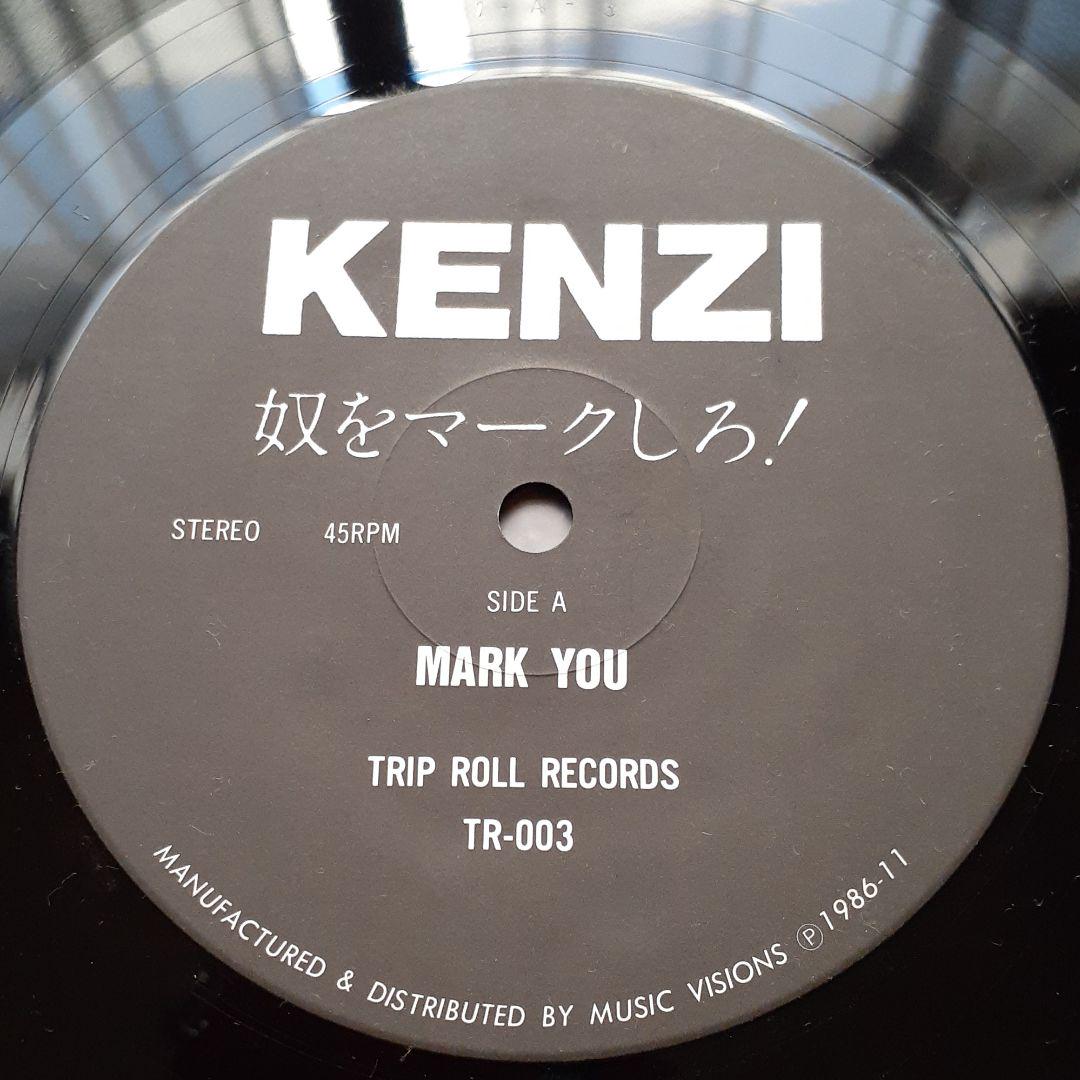 KENZI
奴をマークしろ!
STEREO 45RPM
SIDE A
MARK YOU
TRIP ROLL RECORDS
TR-003
MANUFACTURED & DISTRIBUTED BY MUSIC VISIONS Ⓟ1986-11